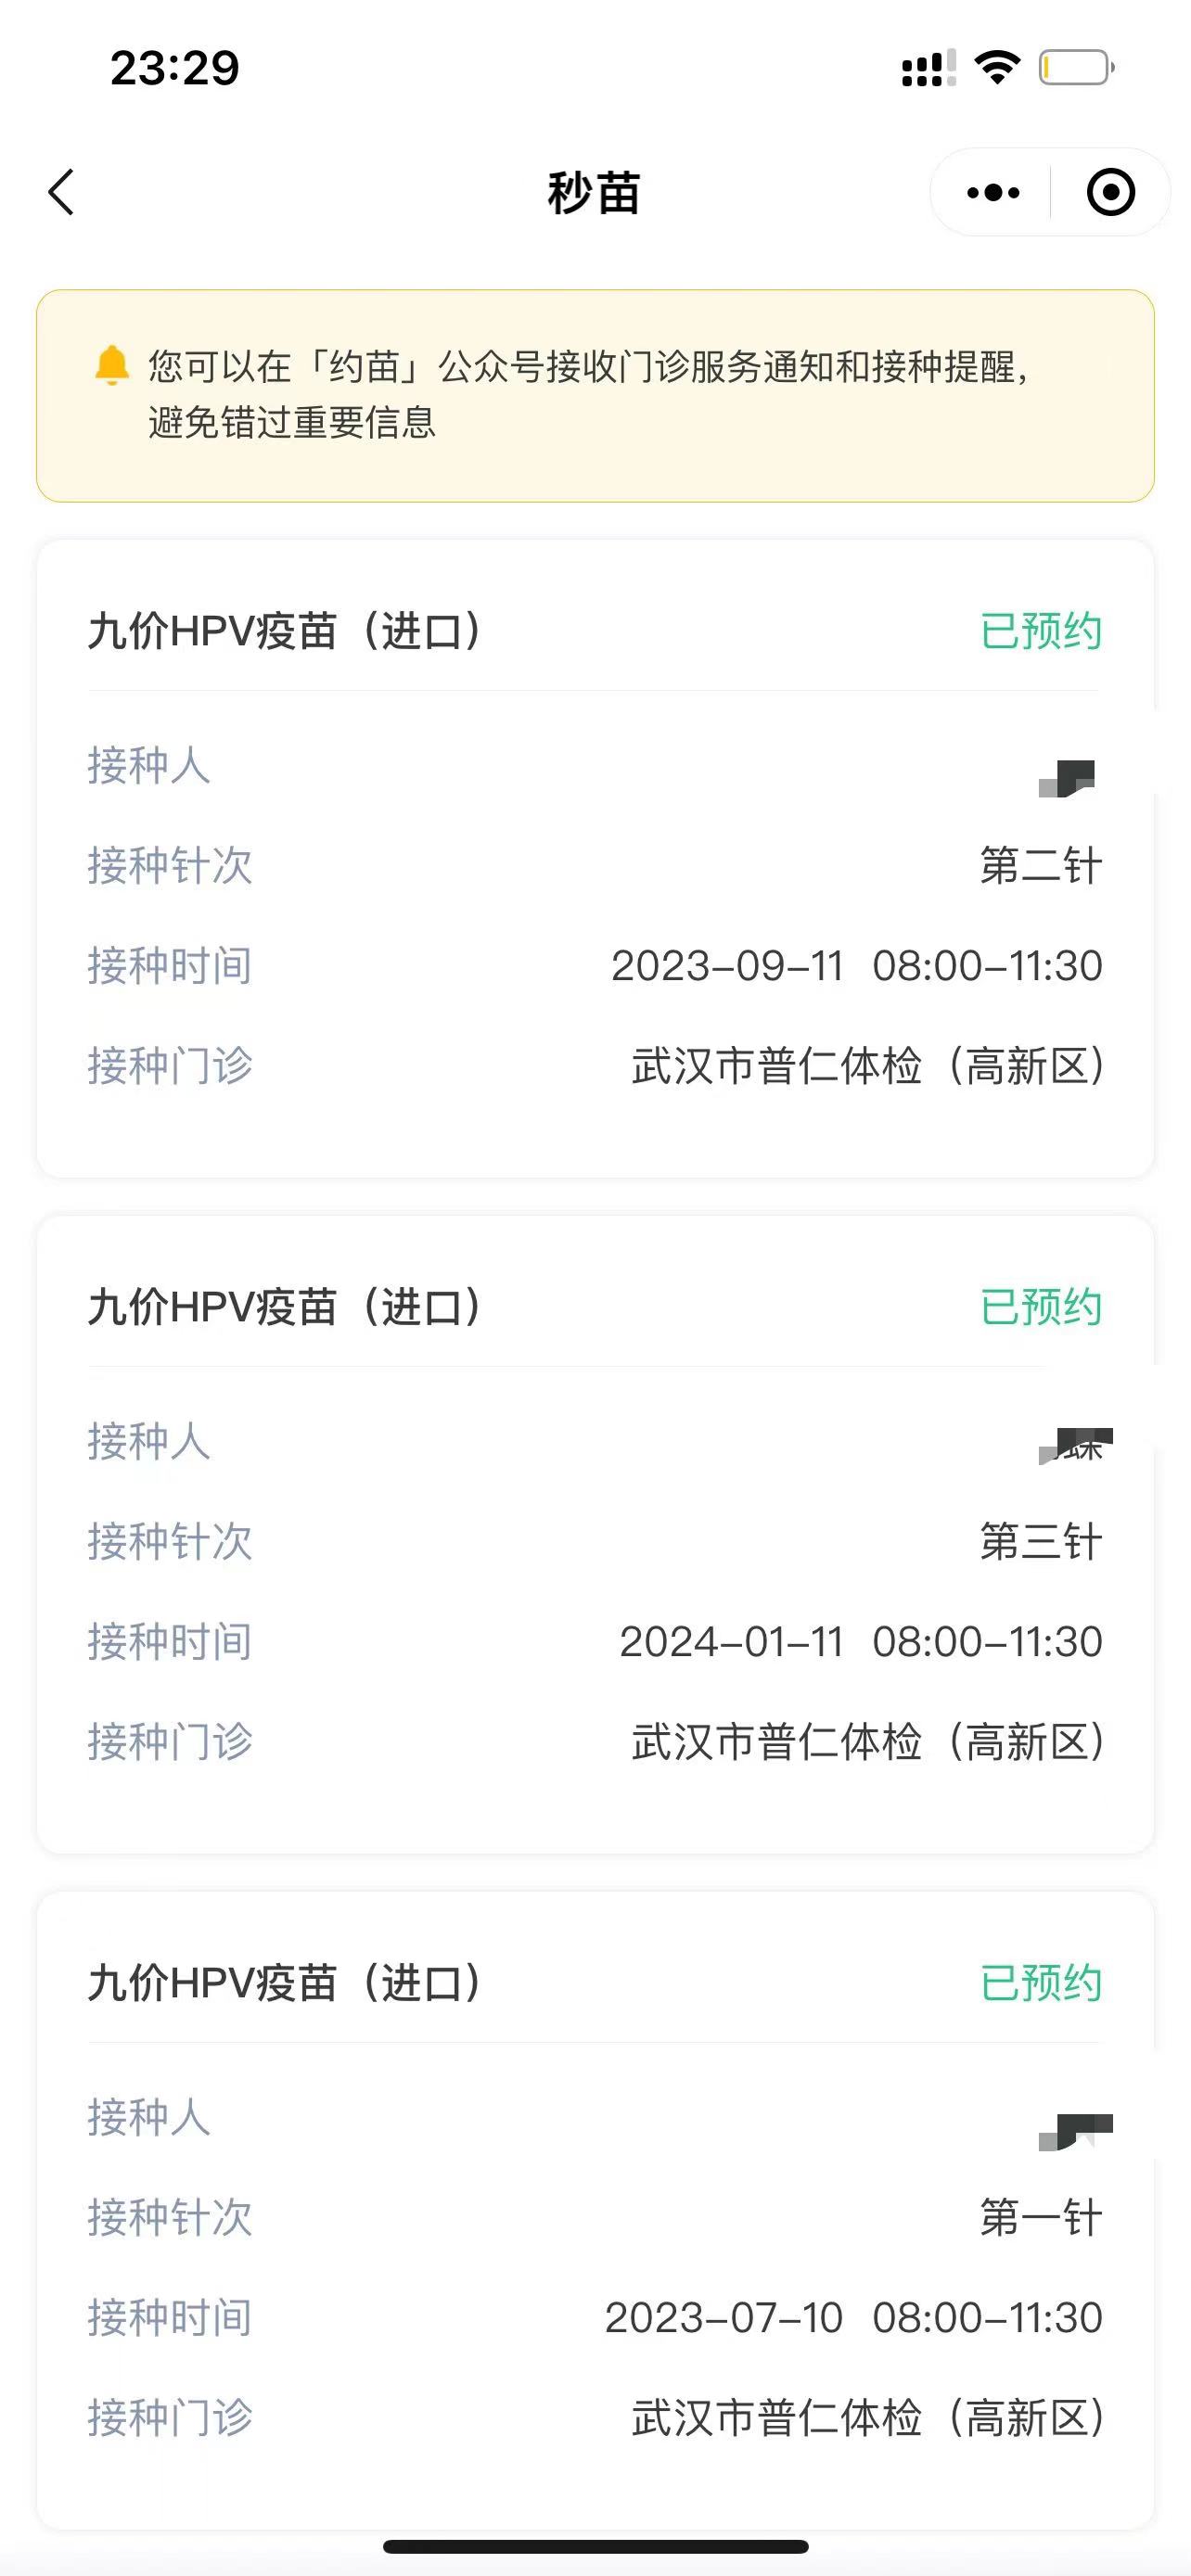 23:29
秒苗
您可以在「约苗」公众号接收门诊服务通知和接种提醒，
避免错过重要信息
九价HPV疫苗（进口） 已预约
接种人
接种针次 第二针
接种时间 2023-09-11 08:00-11:30
接种门诊 武汉市普仁体检（高新区）
九价HPV疫苗（进口） 已预约
接种人
接种针次 第三针
接种时间 2024-01-11 08:00-11:30
接种门诊 武汉市普仁体检（高新区）
九价HPV疫苗（进口） 已预约
接种人
接种针次 第一针
接种时间 2023-07-10 08:00-11:30
接种门诊 武汉市普仁体检（高新区）